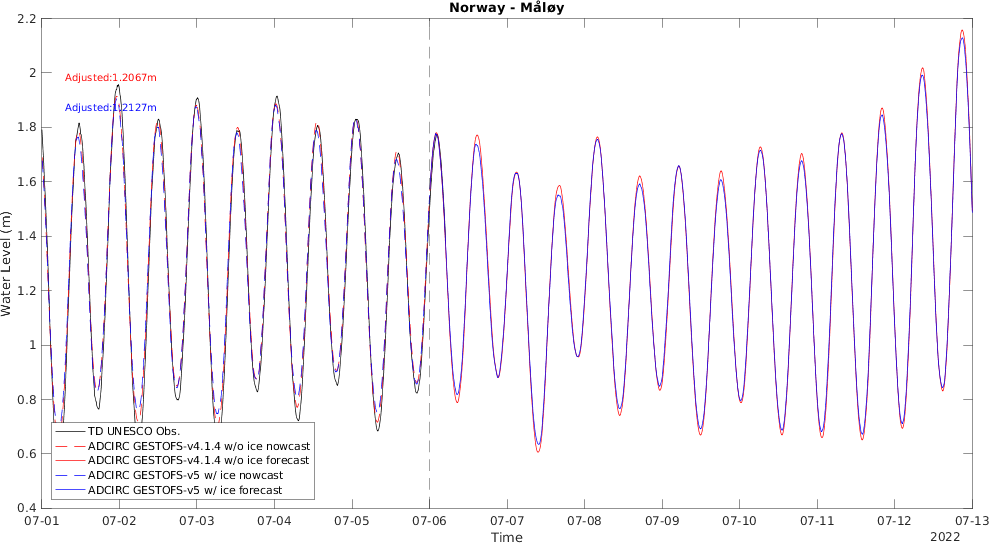 Norway - Måløy
2.2
2
1.8
1.6
1.4
1.2
1
0.8
0.6
0.4
Water Level (m)
Adjusted:1.2067m
Adjusted:1.2127m
TD UNESCO Obs.
ADCIRC GESTOFS-v4.1.4 w/o ice nowcast
ADCIRC GESTOFS-v4.1.4 w/o ice forecast
ADCIRC GESTOFS-v5 w/ ice nowcast
ADCIRC GESTOFS-v5 w/ ice forecast
07-01 07-02 07-03 07-04 07-05 07-06 07-07 07-08 07-09 07-10 07-11 07-12 07-13
Time
2022